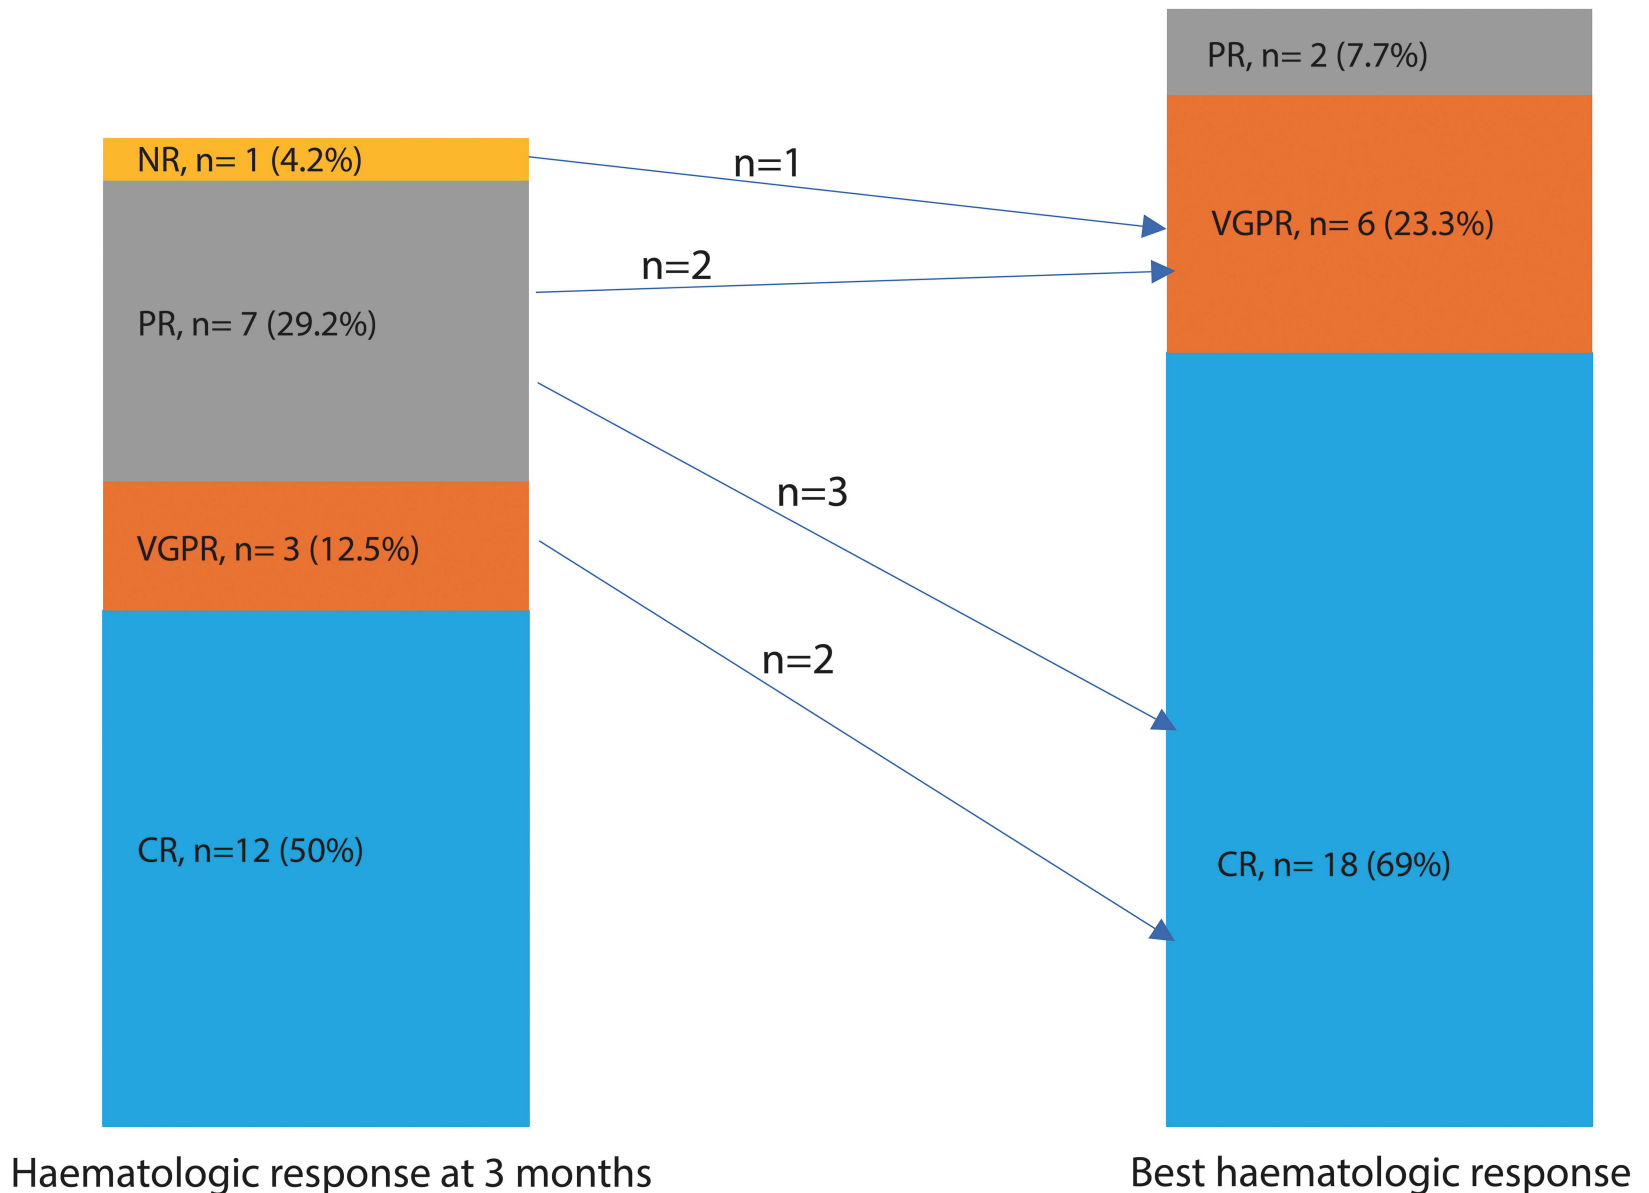 NR, n= 1 (4.2%)
PR, n= 7 (29.2%)
VGPR, n= 3 (12.5%)
CR, n=12 (50%)
Haematologic response at 3 months
n=1
n=2
n=3
n=2
PR, n= 2 (7.7%)
VGPR, n= 6 (23.3%)
CR, n= 18 (69%)
Best haematologic response